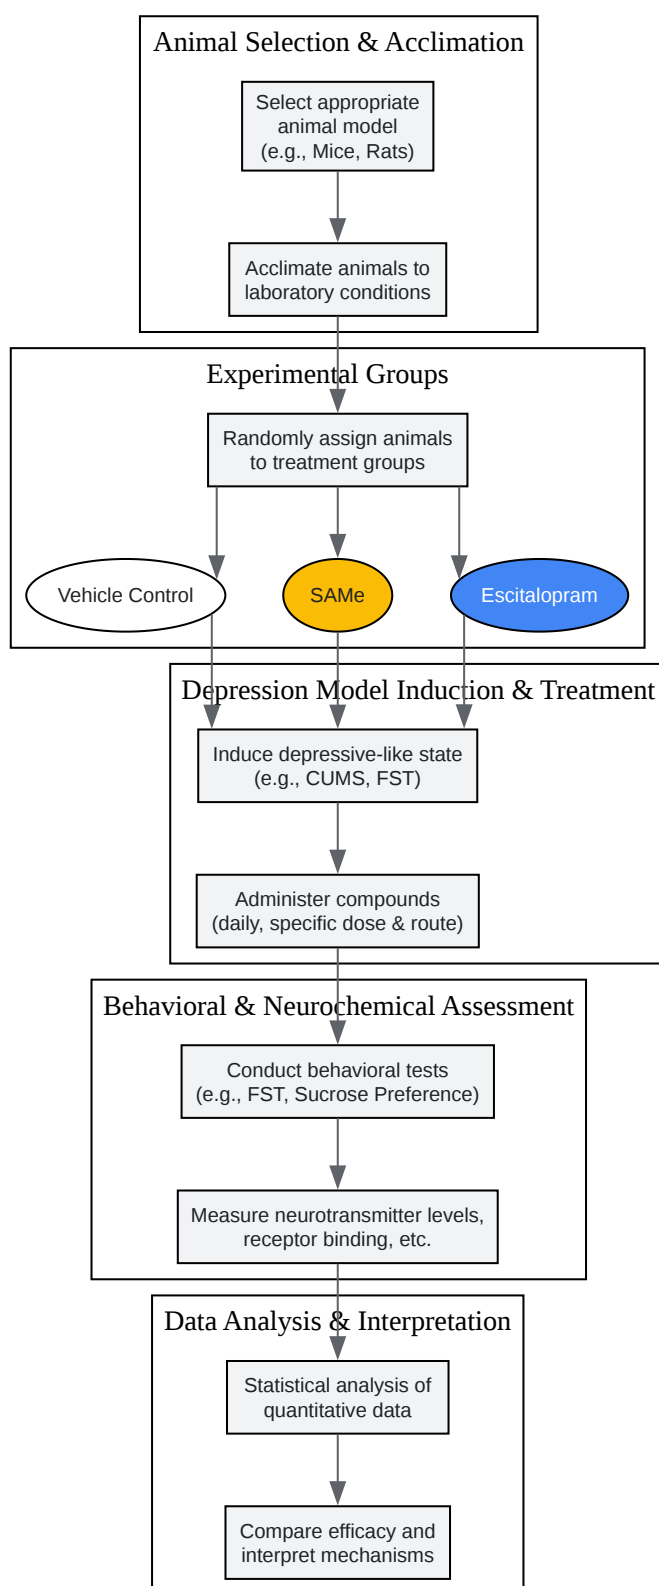 Animal Selection & Acclimation
Select appropriate
animal model
(e.g., Mice, Rats)
Acclimate animals to
laboratory conditions
Experimental Groups
Randomly assign animals
to treatment groups
Vehicle Control
SAMe
Escitalopram
Depression Model Induction & Treatment
Induce depressive-like state
(e.g., CUMS, FST)
Administer compounds
(daily, specific dose & route)
Behavioral & Neurochemical Assessment
Conduct behavioral tests
(e.g., FST, Sucrose Preference)
Measure neurotransmitter levels,
receptor binding, etc.
Data Analysis & Interpretation
Statistical analysis of
quantitative data
Compare efficacy and
interpret mechanisms